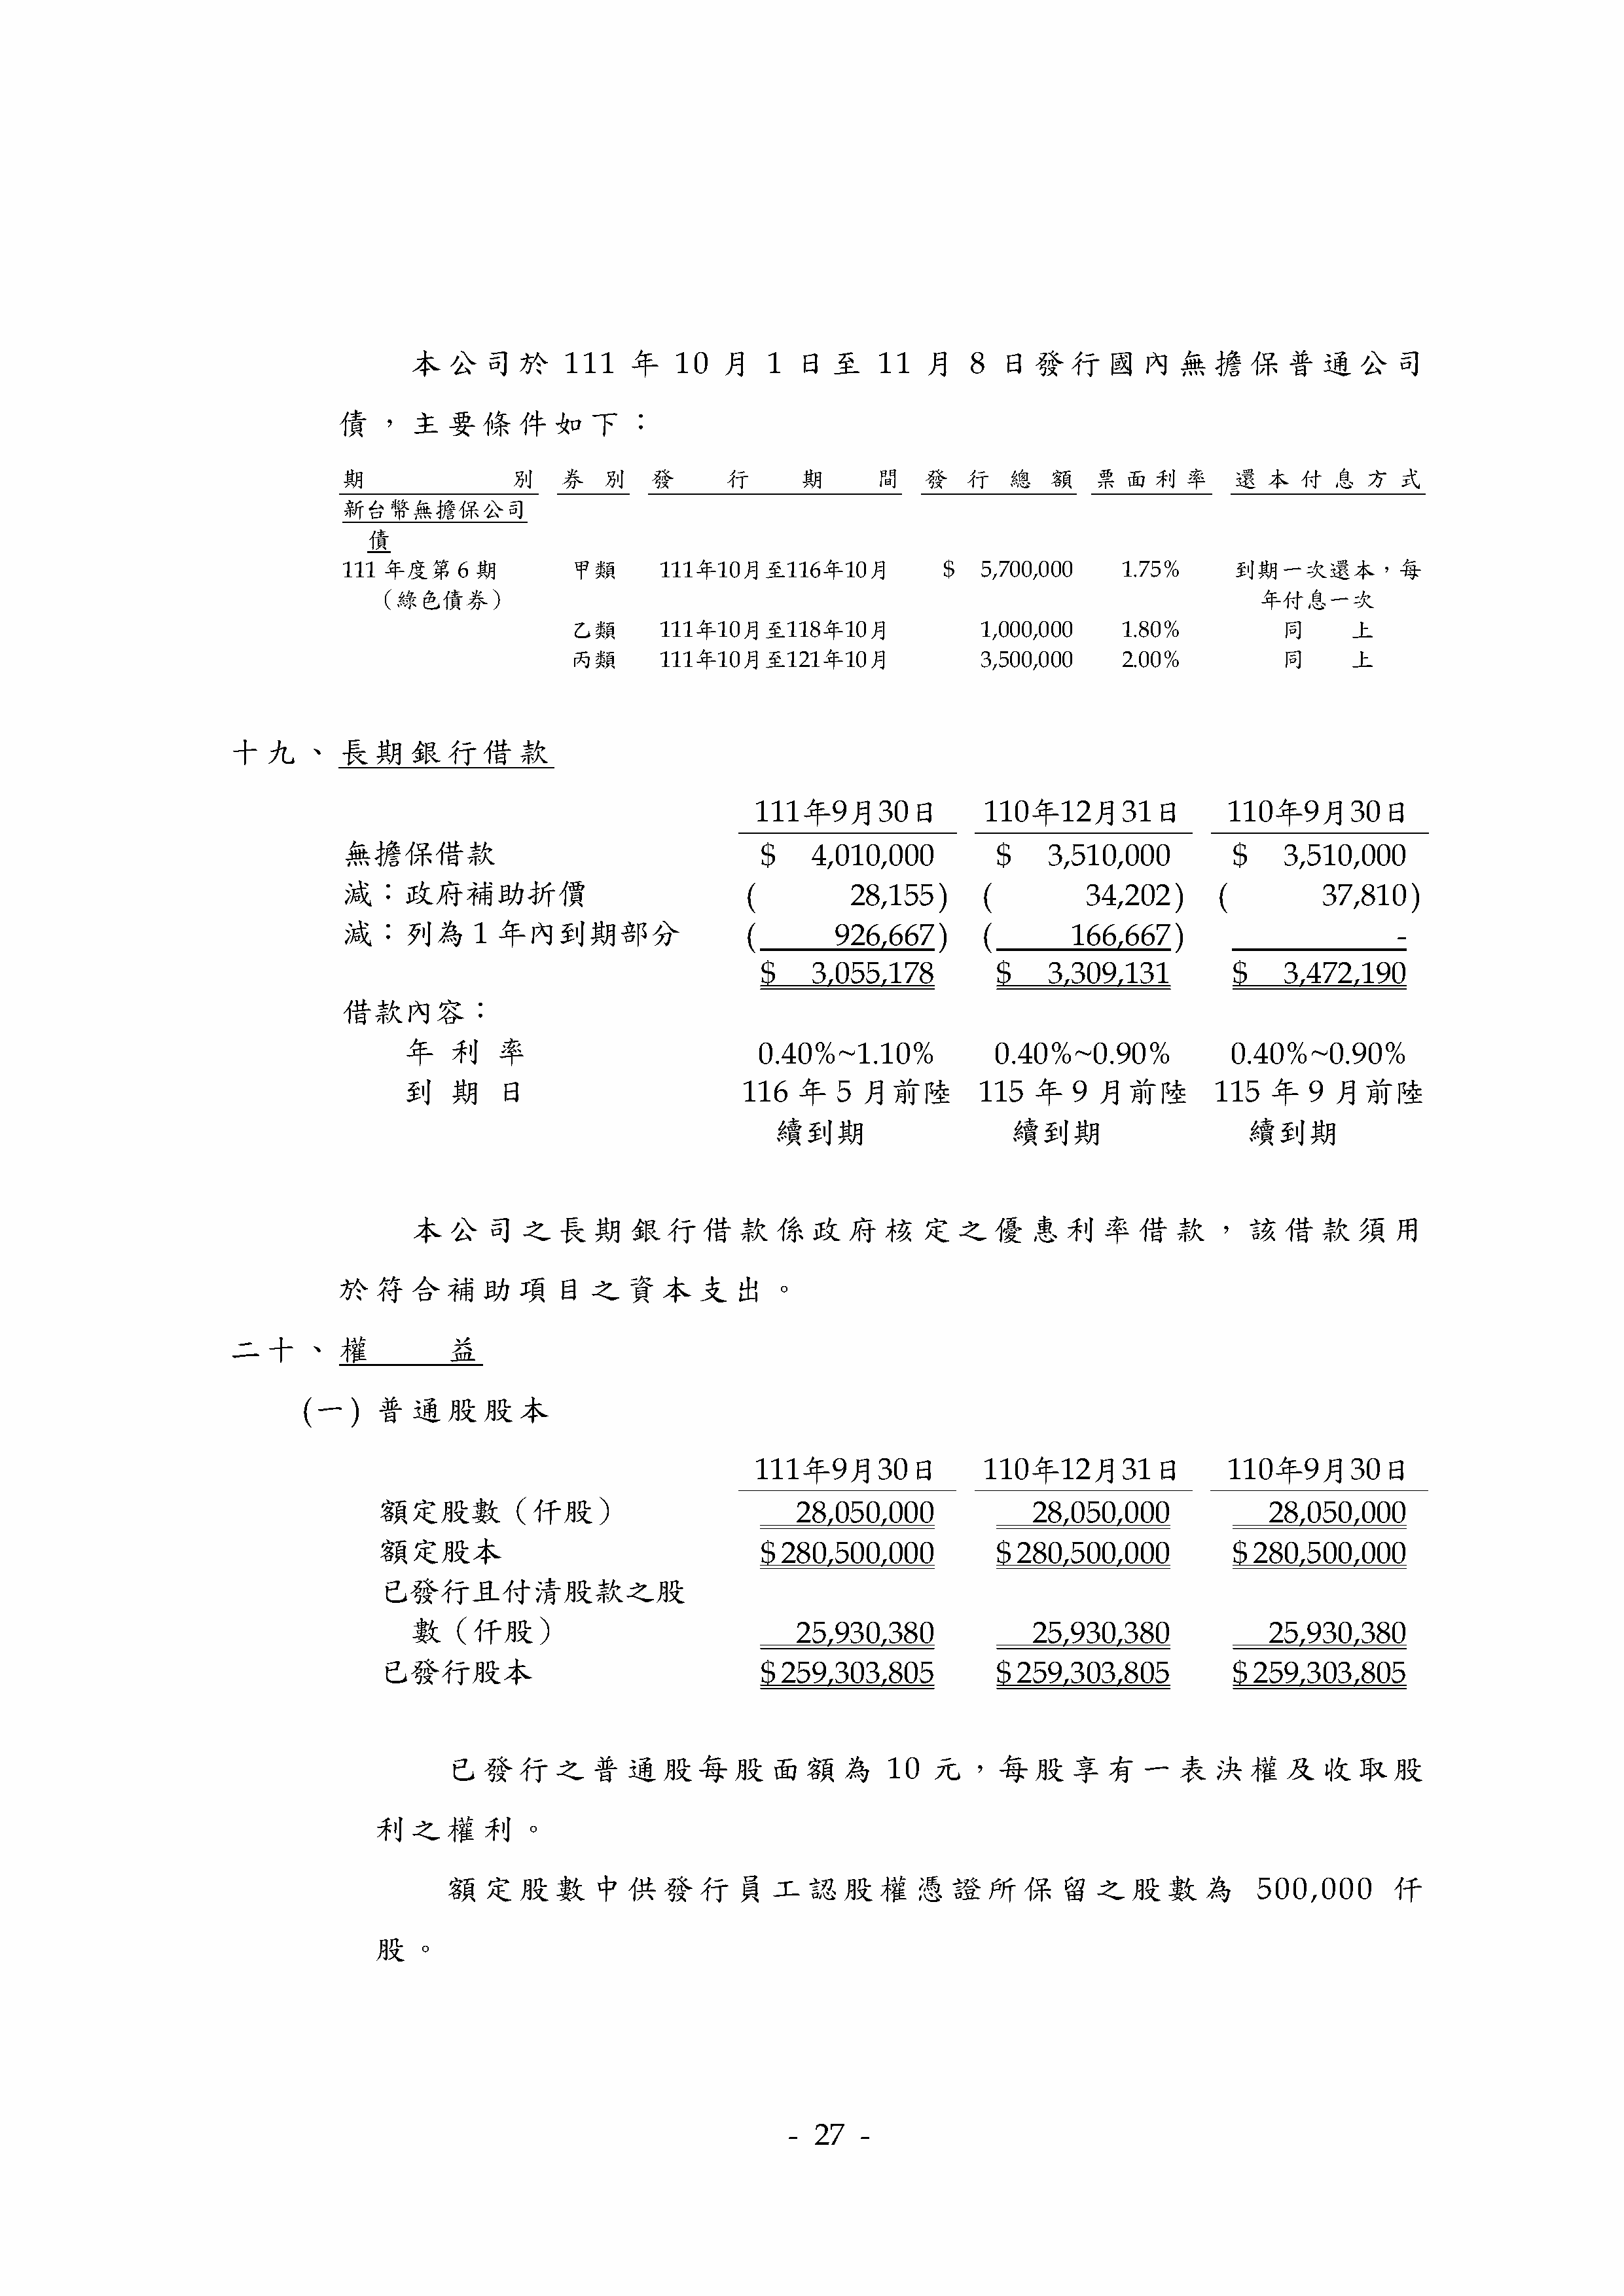 本公司於 111 年 10 月 1 日至 11 月 8 日發行國內無擔保普通公司
債，主要條件如下：
期別 券別 發行期間 發行總額 票面利率 還本付息方式
新台幣無擔保公司
債
111 年度第 6 期 甲類 111年10月至116年10月 $ 5,700,000 1.75% 到期一次還本，每
（綠色債券） 年付息一次
乙類 111年10月至118年10月 1,000,000 1.80% 同上
丙類 111年10月至121年10月 3,500,000 2.00% 同上
十九、長期銀行借款
111年9月30日 110年12月31日 110年9月30日
無擔保借款 $ 4,010,000 $ 3,510,000 $ 3,510,000
減：政府補助折價 ( 28,155) ( 34,202) ( 37,810)
減：列為 1 年內到期部分 ( 926,667) ( 166,667) -
$ 3,055,178 $ 3,309,131 $ 3,472,190
借款內容：
年利率 0.40%~1.10% 0.40%~0.90% 0.40%~0.90%
到期日 116 年 5 月前陸 115 年 9 月前陸 115 年 9 月前陸
續到期 續到期 續到期
本公司之長期銀行借款係政府核定之優惠利率借款，該借款須用
於符合補助項目之資本支出。
二十、權益
(一) 普通股股本
111年9月30日 110年12月31日 110年9月30日
額定股數（仟股） 28,050,000 28,050,000 28,050,000
額定股本 $280,500,000 $280,500,000 $280,500,000
已發行且付清股款之股
數（仟股） 25,930,380 25,930,380 25,930,380
已發行股本 $259,303,805 $259,303,805 $259,303,805
已發行之普通股每股面額為 10 元，每股享有一表決權及收取股
利之權利。
額定股數中供發行員工認股權憑證所保留之股數為 500,000 仟
股。
- 27 -